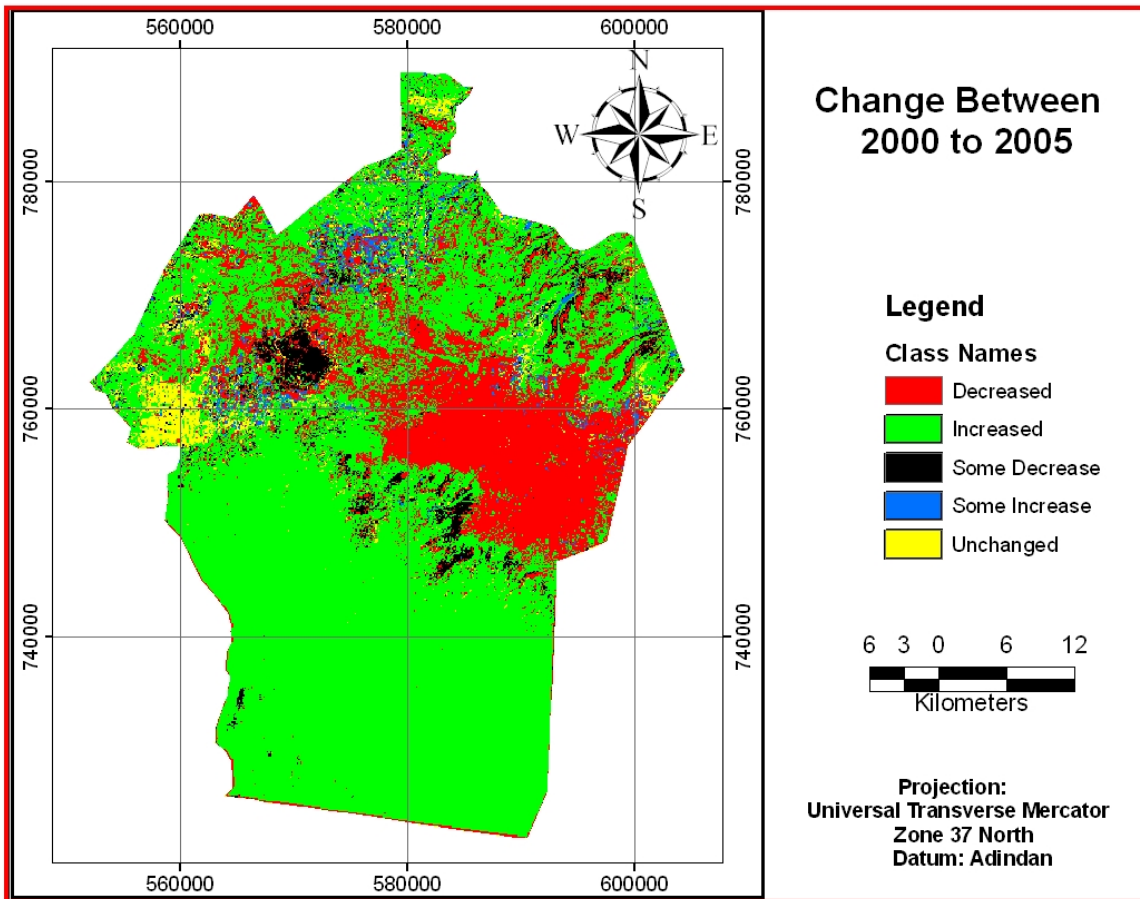 560000 580000 600000
N
W E
S
780000 780000
760000 760000
740000 740000
560000 580000 600000
Change Between
2000 to 2005
Legend
Class Names
Decreased
Increased
Some Decrease
Some Increase
Unchanged
6 3 0 6 12
Kilometers
Projection:
Universal Transverse Mercator
Zone 37 North
Datum: Adindan